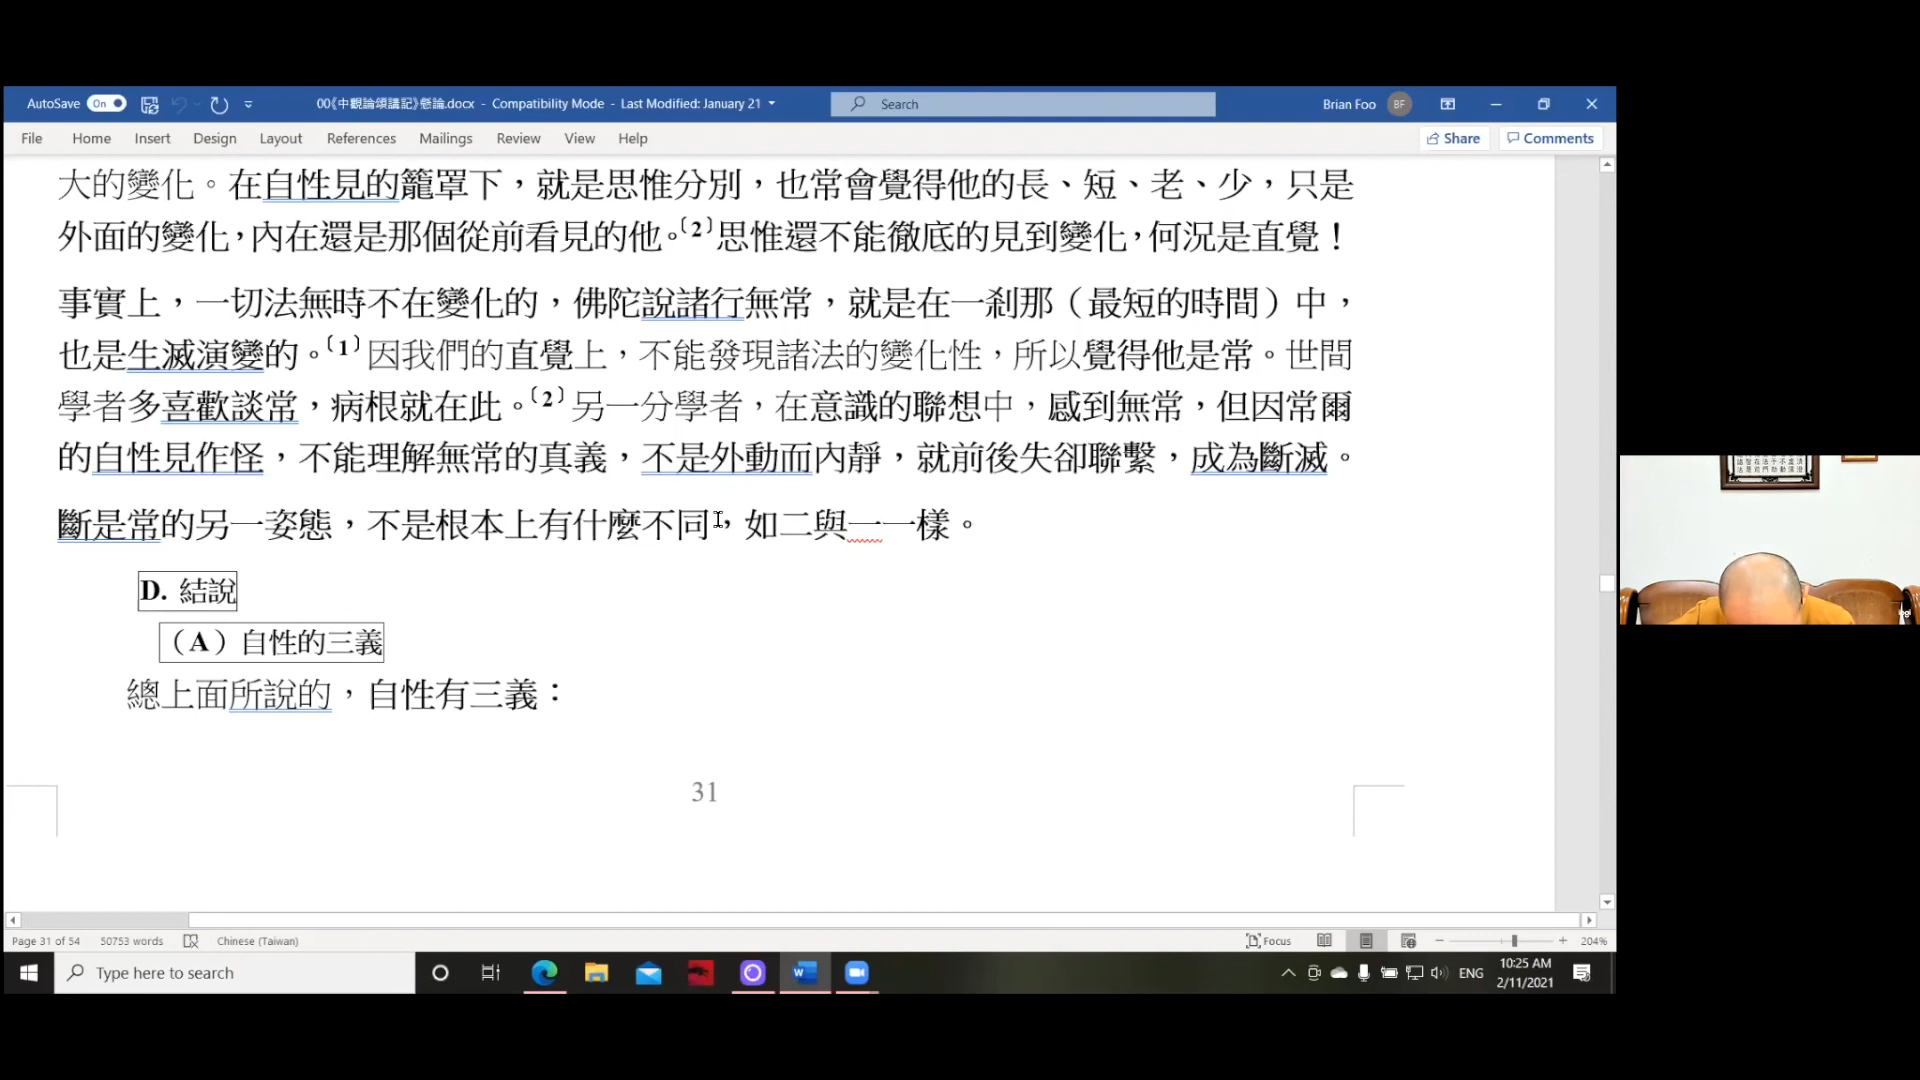 AutoSave On 00《中觀論頌講記》懸論.docx - Compatibility Mode - Last Modified: January 21 Search Brian Foo BF
File Home Insert Design Layout References Mailings Review View Help Share Comments
大的變化。在自性見的籠罩下，就是思惟分別，也常會覺得他的長、短、老、少，只是
外面的變化，內在還是那個從前看見的他。〔2〕思惟還不能徹底的見到變化，何況是直覺！
事實上，一切法無時不在變化的，佛陀說諸行無常，就是在一剎那（最短的時間）中，
也是生滅演變的。〔1〕因我們的直覺上，不能發現諸法的變化性，所以覺得他是常。世間
學者多喜歡談常，病根就在此。〔2〕另一分學者，在意識的聯想中，感到無常，但因常爾
的自性見作怪，不能理解無常的真義，不是外動而內靜，就前後失卻聯繫，成為斷滅。
斷是常的另一姿態，不是根本上有什麼不同，如二與一一樣。
D. 結說
（A）自性的三義
總上面所說的，自性有三義：
31
Page 31 of 54 50753 words Chinese (Taiwan) Focus 204%
Type here to search ENG 10:25 AM
2/11/2021